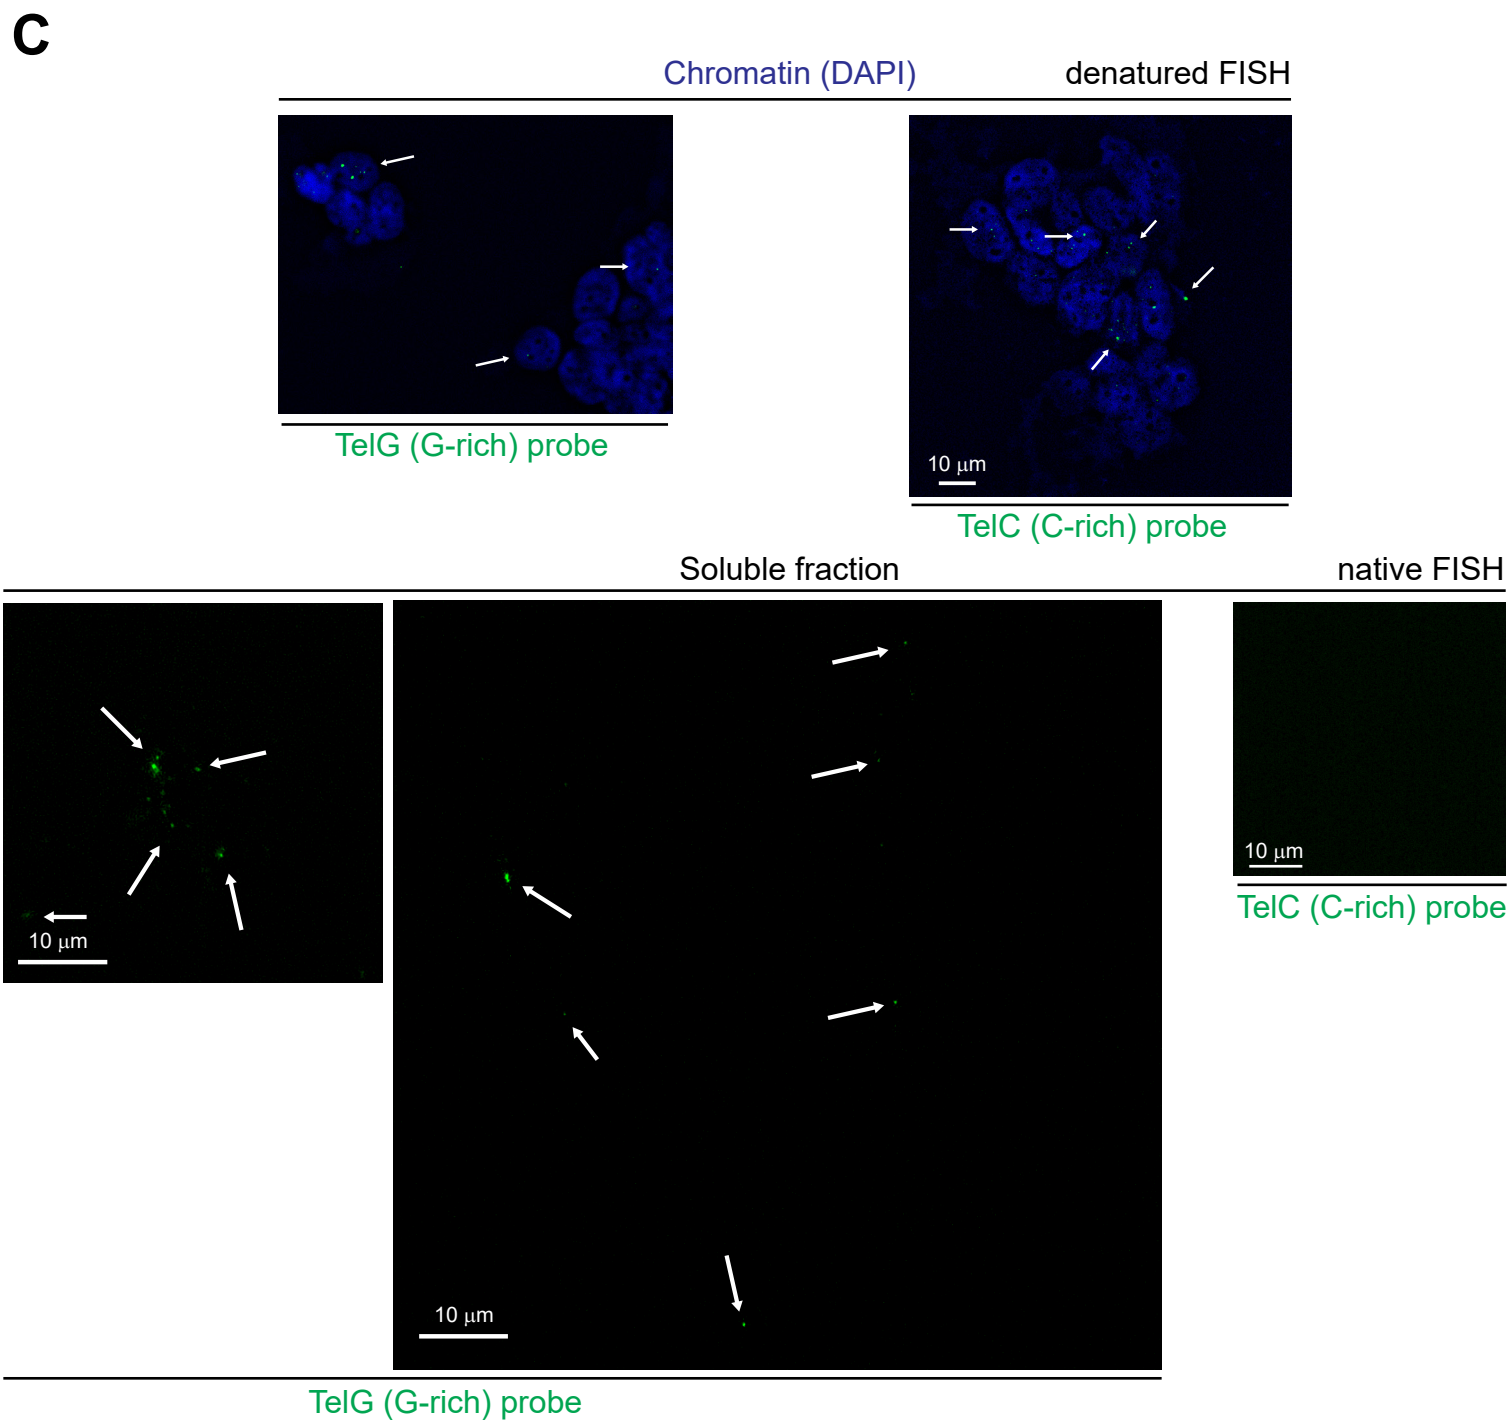 C
Chromatin (DAPI) denatured FISH
10 μm
TelG (G-rich) probe
TelC (C-rich) probe
Soluble fraction native FISH
10 μm
10 μm
10 μm
TelC (C-rich) probe
TelG (G-rich) probe